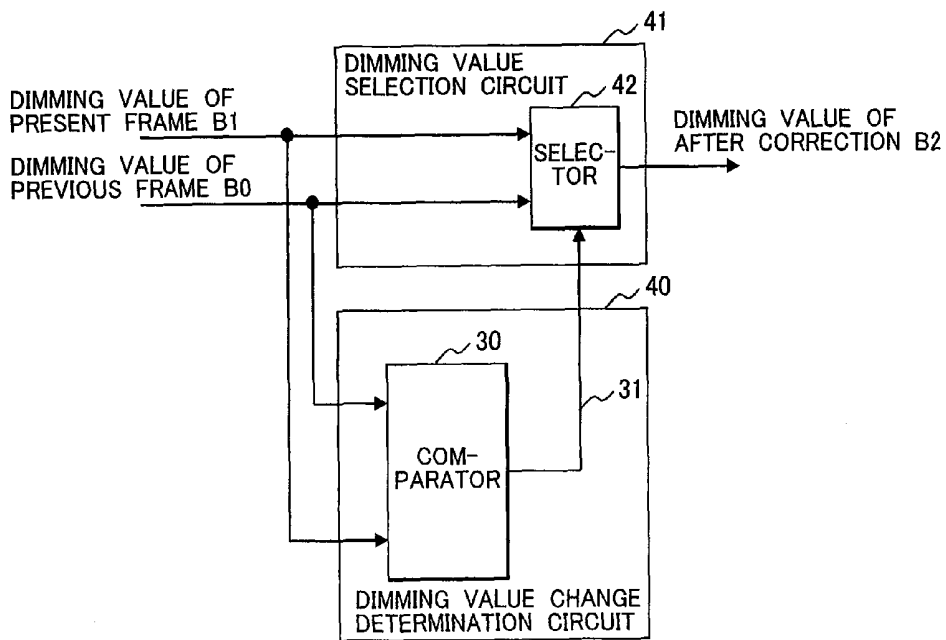 41
DIMMING VALUE
SELECTION CIRCUIT
42
DIMMING VALUE OF
PRESENT FRAME B1
SELEC-
TOR
DIMMING VALUE OF
AFTER CORRECTION B2
DIMMING VALUE OF
PREVIOUS FRAME B0
40
30
31
COM-
PARATOR
DIMMING VALUE CHANGE
DETERMINATION CIRCUIT